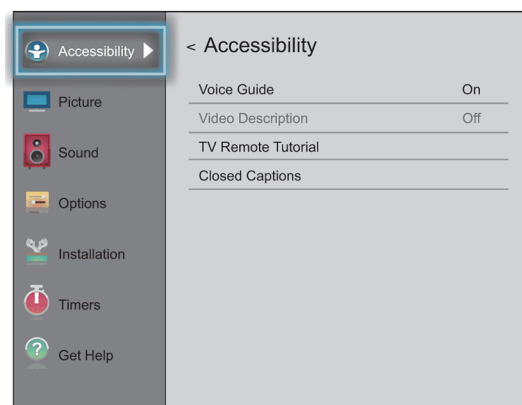 Accessibility
Picture
Sound
Options
Installation
Timers
Get Help
< Accessibility
Voice Guide On
Video Description Off
TV Remote Tutorial
Closed Captions